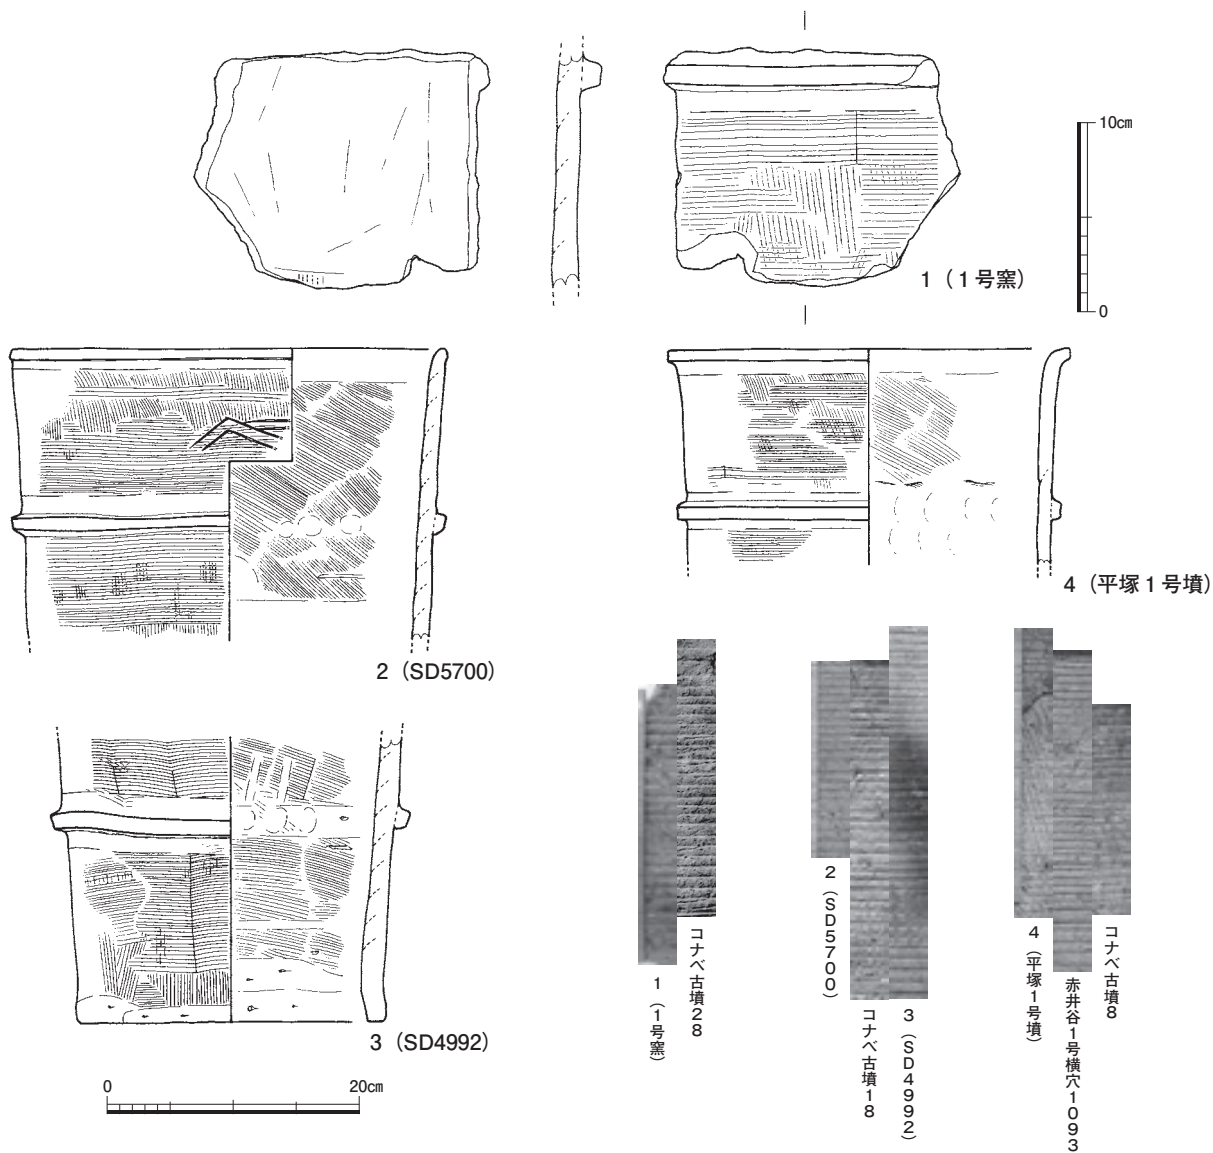 10㎝
0
1（1号窯）
2（SD5700）
4（平塚1号墳）
3（SD4992）
0
20㎝
1（1号窯）
コナベ古墳28
2（SD5700）
コナベ古墳18
3（SD4992）
4（平塚1号墳）
赤井谷1号横穴1093
コナベ古墳8